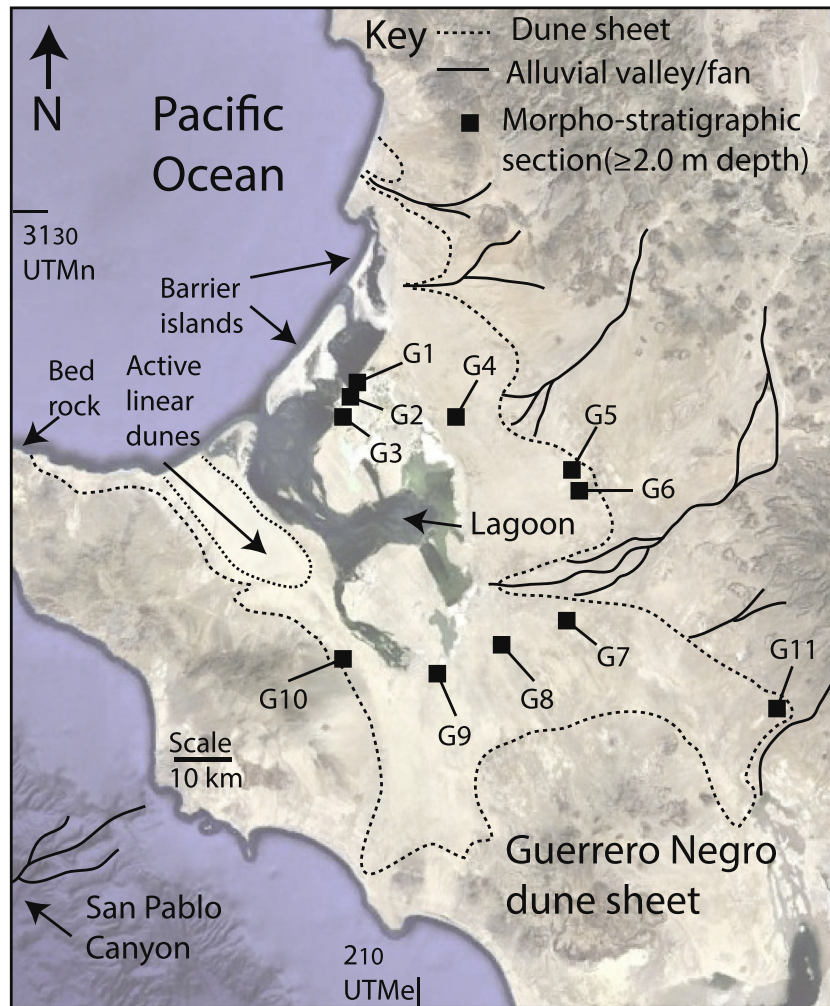 Key
Dune sheet
Alluvial valley/fan
Morpho-stratigraphic
section(≥2.0 m depth)
N
Pacific
Ocean
3130
UTMn
Barrier
islands
Bed
rock
Active
linear
dunes
G1
G2
G3
G4
G5
G6
Lagoon
G7
G8
G9
G10
G11
Scale
10 km
Guerrero Negro
dune sheet
San Pablo
Canyon
210
UTMe